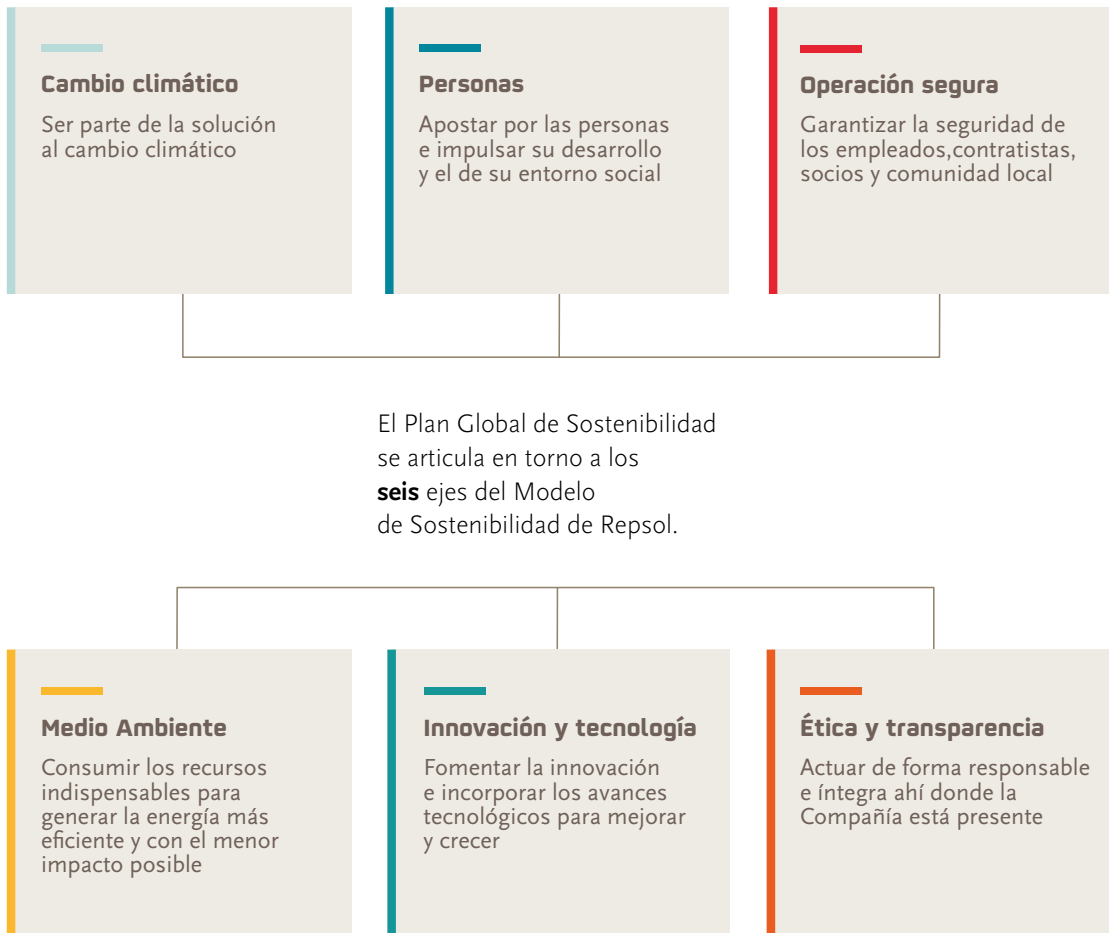 Cambio climático
Ser parte de la solución
al cambio climático
Personas
Apostar por las personas
e impulsar su desarrollo
y el de su entorno social
Operación segura
Garantizar la seguridad de
los empleados,contratistas,
socios y comunidad local
El Plan Global de Sostenibilidad
se articula en torno a los
seis ejes del Modelo
de Sostenibilidad de Repsol.
Medio Ambiente
Consumir los recursos
indispensables para
generar la energía más
eficiente y con el menor
impacto posible
Innovación y tecnología
Fomentar la innovación
e incorporar los avances
tecnológicos para mejorar
y crecer
Ética y transparencia
Actuar de forma responsable
e íntegra ahí donde la
Compañía está presente